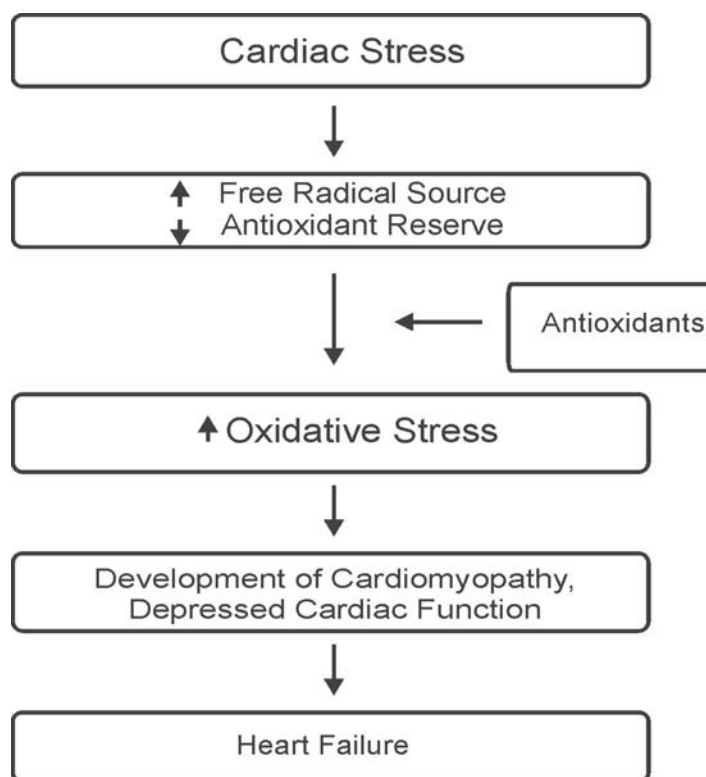 Cardiac Stress
Free Radical Source
Antioxidant Reserve
Antioxidants
Oxidative Stress
Development of Cardiomyopathy,
Depressed Cardiac Function
Heart Failure